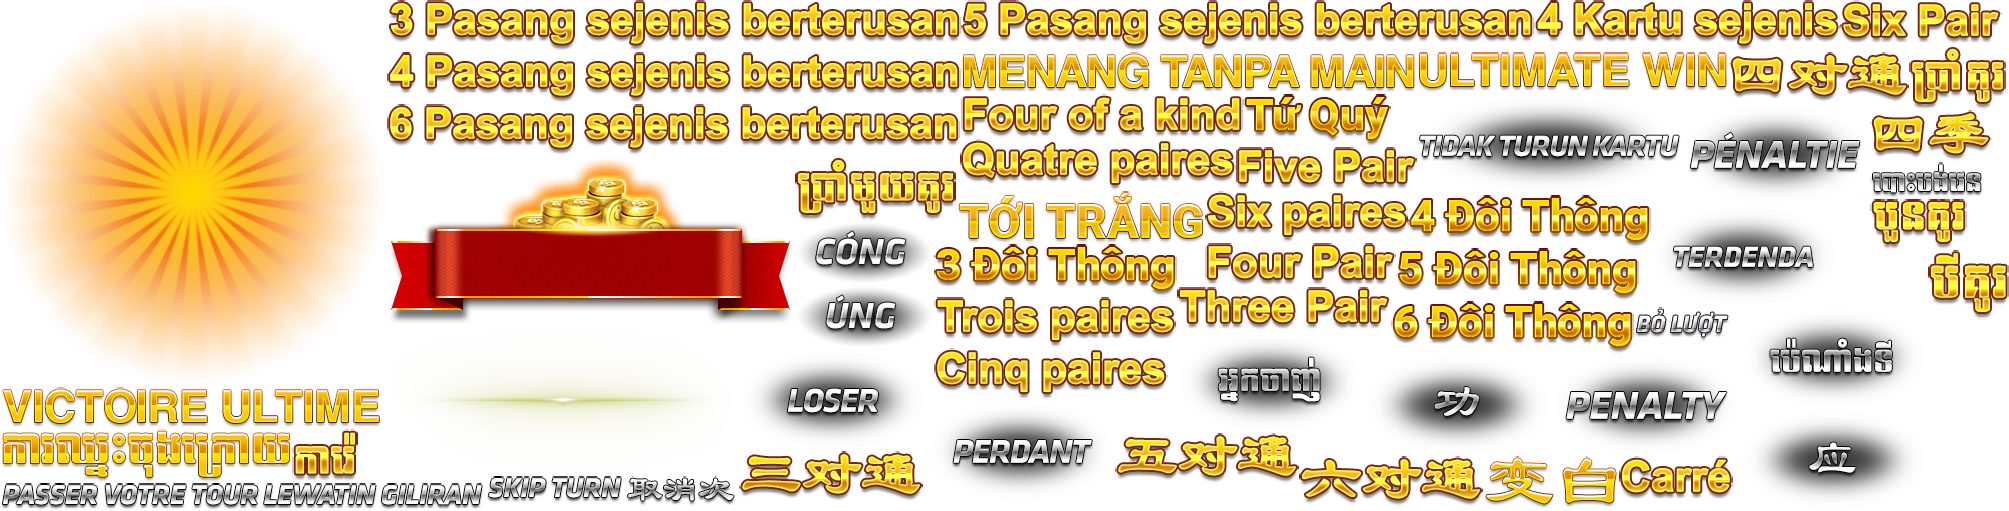 3 Pasang sejenis berterusan
5 Pasang sejenis berterusan
4 Kartu sejenis
Six Pair
4 Pasang sejenis berterusan
MENANG TANPA MAIN
ULTIMATE WIN
四对通
ប្រាំគូរ
6 Pasang sejenis berterusan
Four of a kind
Tứ Quý
TIDAK TURUN KARTU
PÉNALTIE
四季
Quatre paires
Five Pair
ប្រាំមួយគូរ
បោះបង់ជន
បួនគូរ
TỚI TRẮNG
Six paires
4 Đôi Thông
CÓNG
3 Đôi Thông
Four Pair
5 Đôi Thông
TERDENDA
បីគូរ
ÚNG
Trois paires
Three Pair
6 Đôi Thông
BỎ LƯỢT
Cinq paires
អ្នកចាញ់
ប៉េណាំងទី
VICTOIRE ULTIME
LOSER
功
PENALTY
ការឈ្នះចុងក្រោយ
ការ៉េ
PERDANT
五对通
应
PASSER VOTRE TOUR
LEWATIN GILIRAN
SKIP TURN
取消次
三对通
六对通
变白
Carré